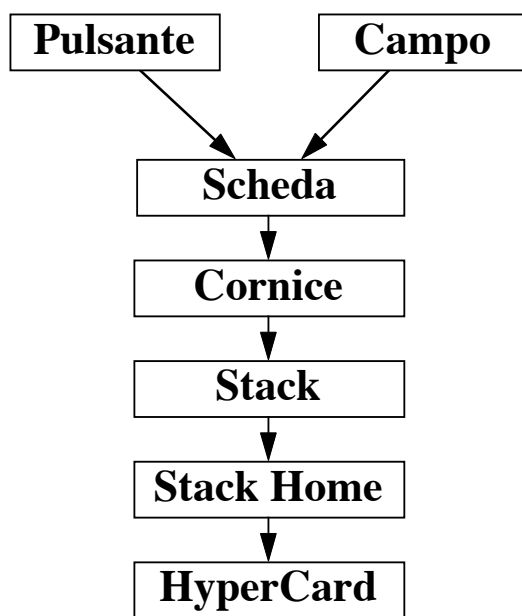 Pulsante
Campo
Scheda
Cornice
Stack
Stack Home
HyperCard